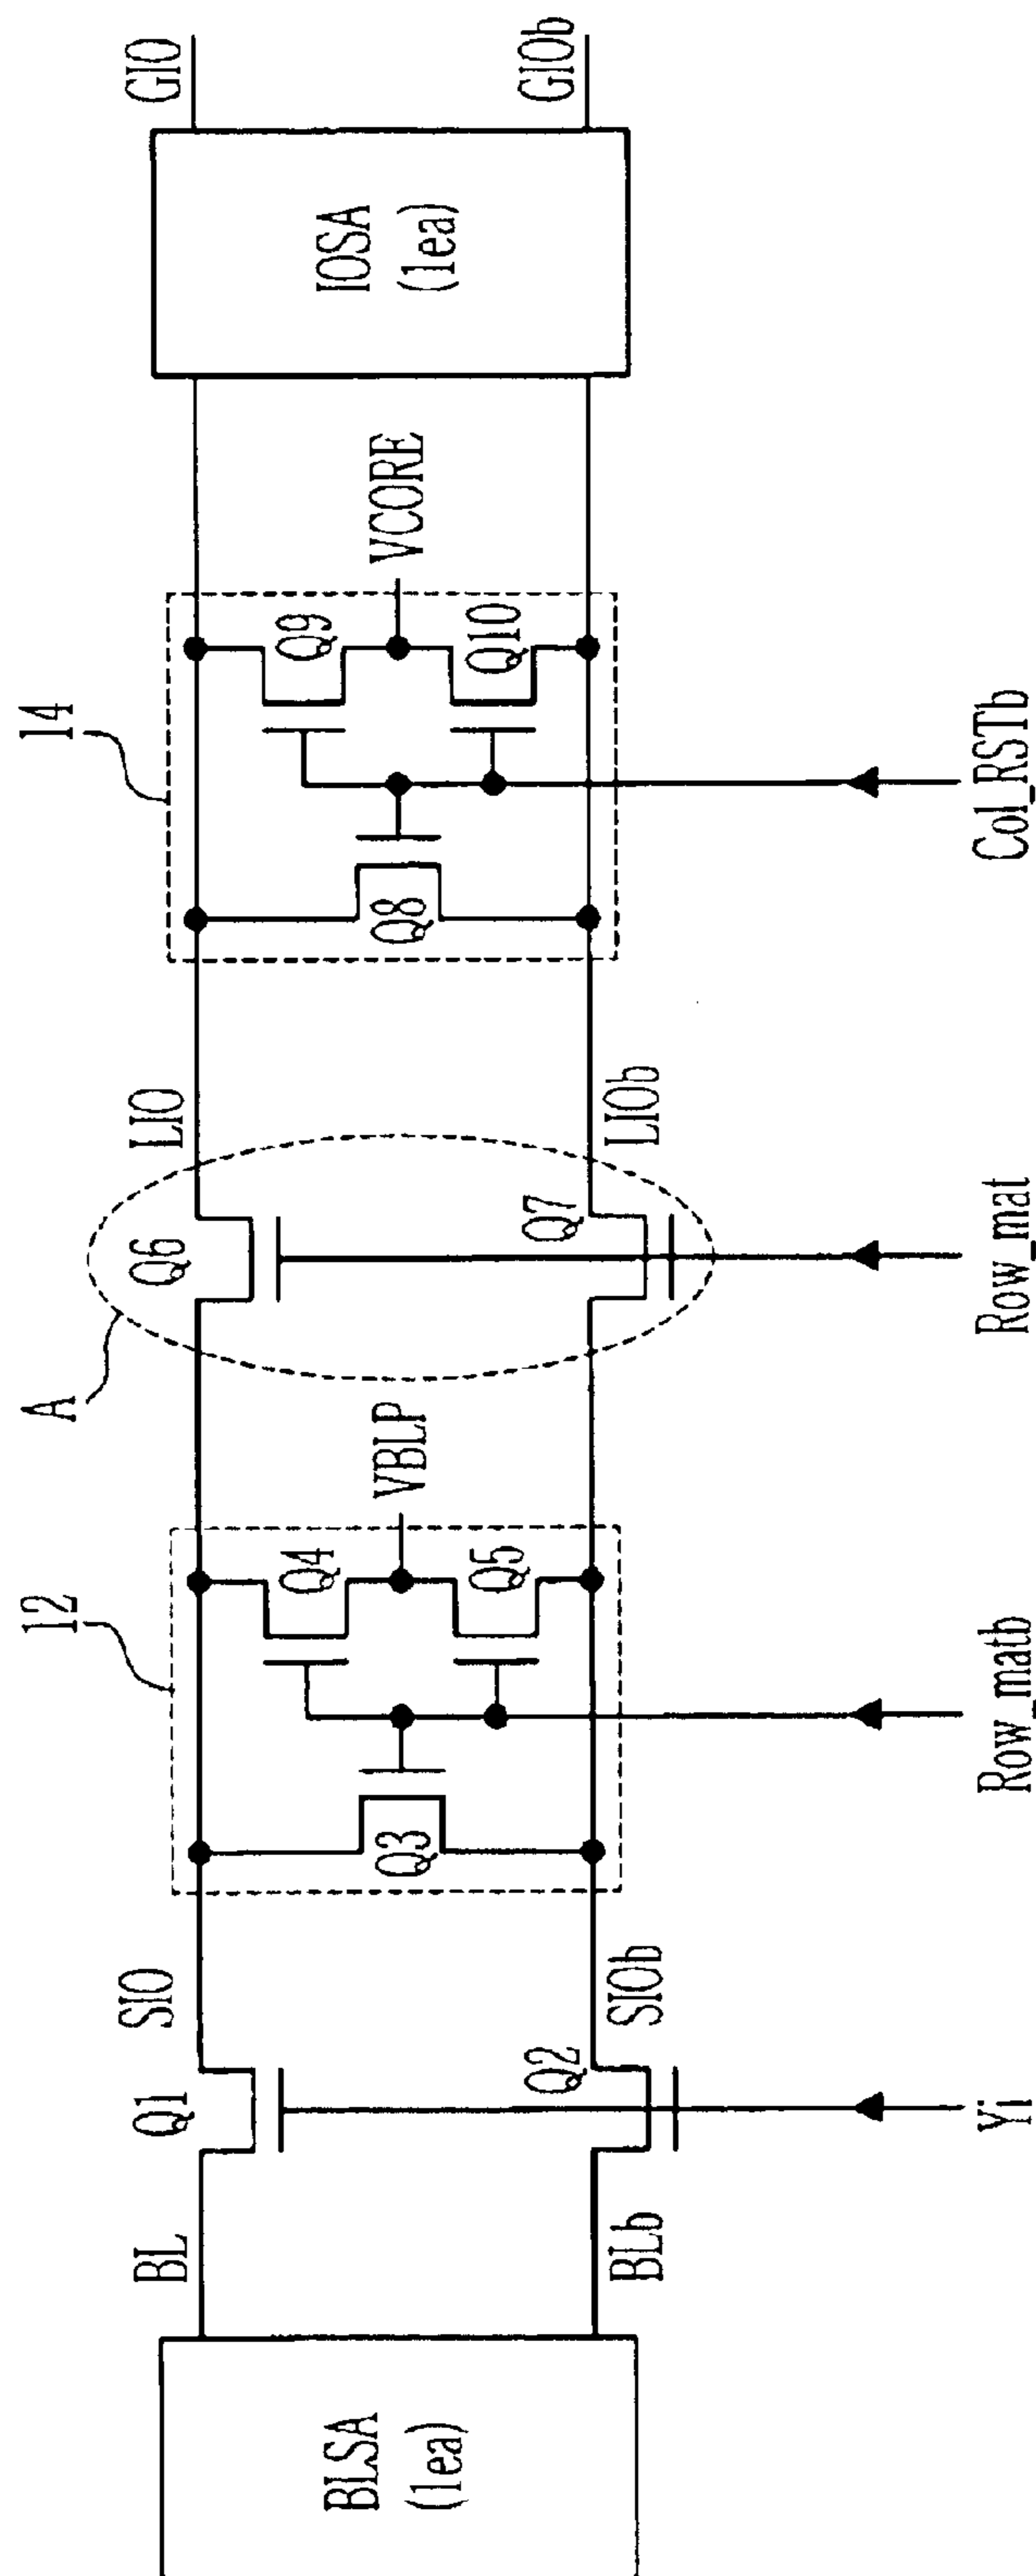 BLSA
(1ea)
BL
BLb
Q1
Q2
Yi
SIO
SIOb
12
Q3
Q4
Q5
VBLP
Row_matb
A
Q6
Q7
Row_mat
LIO
LIOb
14
Q8
Q9
Q10
VCORE
Col_RSTb
IOSA
(1ea)
GIO
GIOb